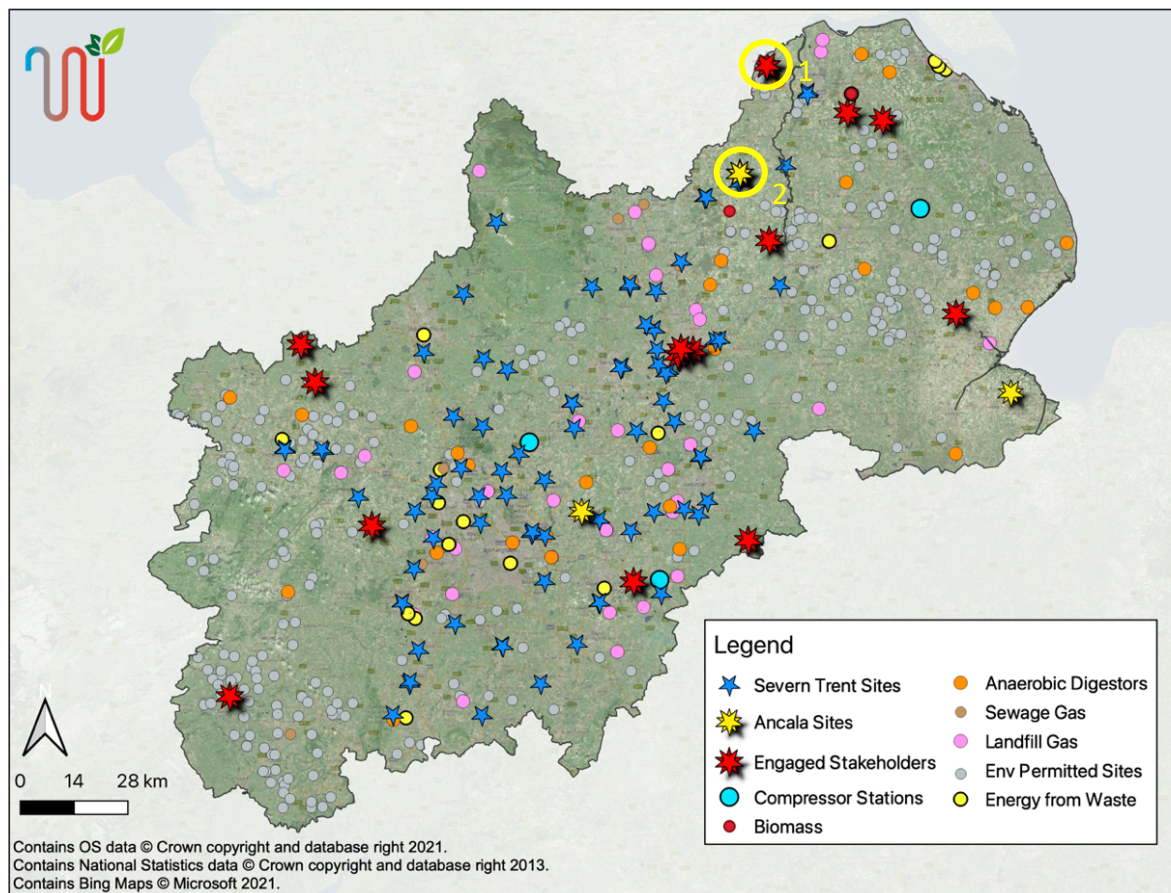 1
2
Legend
Severn Trent Sites
Ancala Sites
Engaged Stakeholders
Compressor Stations
Biomass
Anaerobic Digestors
Sewage Gas
Landfill Gas
Env Permitted Sites
Energy from Waste
N
0 14 28 km
Contains OS data © Crown copyright and database right 2021.
Contains National Statistics data © Crown copyright and database right 2013.
Contains Bing Maps © Microsoft 2021.